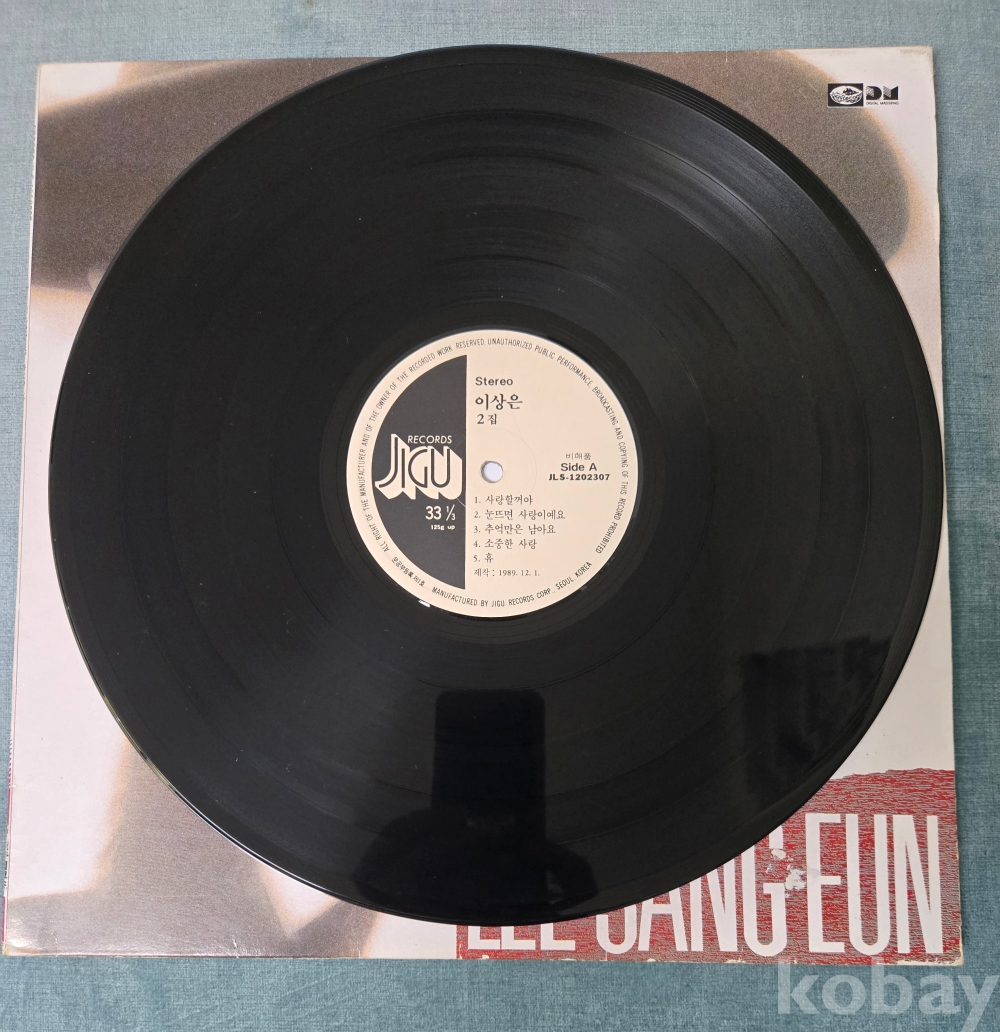 DM
DIGITAL MASTERING
ALL RIGHT OF THE MANUFACTURER AND OF THE OWNER OF THE RECORDED WORK RESERVED. UNAUTHORIZED PUBLIC PERFORMANCE, BROADCASTING AND COPYING OF THIS RECORD PROHIBITED
Stereo
이상은
2집
RECORDS
JIGU
33 1/3
125g up
비매품
Side A
JLS-1202307
1. 사랑할꺼야
2. 눈뜨면 사랑이예요
3. 추억만은 남아요
4. 소중한 사랑
5. 휴
제작: 1989. 12. 1.
MANUFACTURED BY JIGU RECORDS CORP., SEOUL, KOREA
LEE SANG EUN
kobay